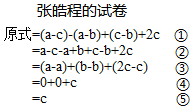 张皓程的试卷
原式=(a-c)-(a-b)+(c-b)+2c ①
=a-c-a+b+c-b+2c ②
=(a-a)+(b-b)+(2c-c) ③
=0+0+c ④
=c ⑤